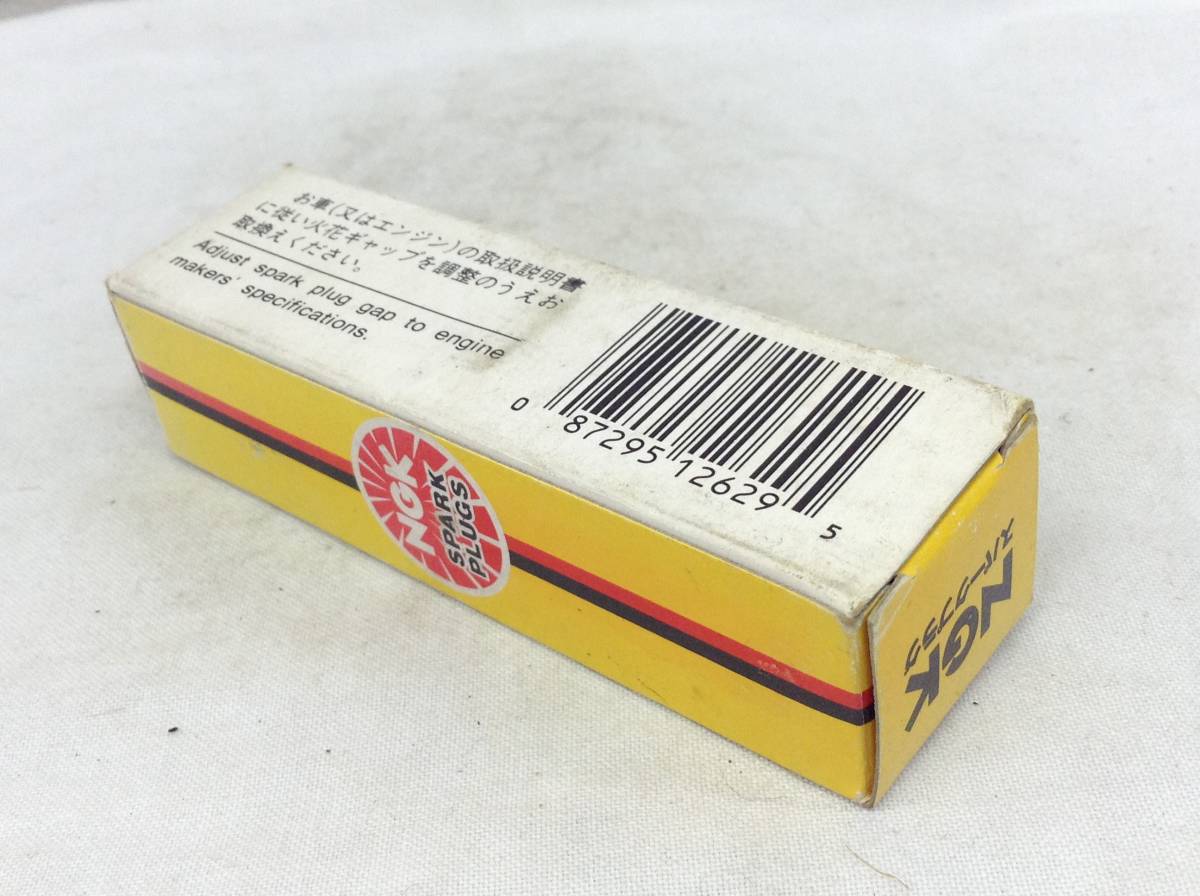 お車(又はエンジン)の取扱説明書
に従い火花ギャップを調整のうえお
取換えください。
Adjust spark plug gap to engine
makers' specifications.
0 87295 12629 5
NGK
SPARK
PLUGS
NGK
スパークプラグ